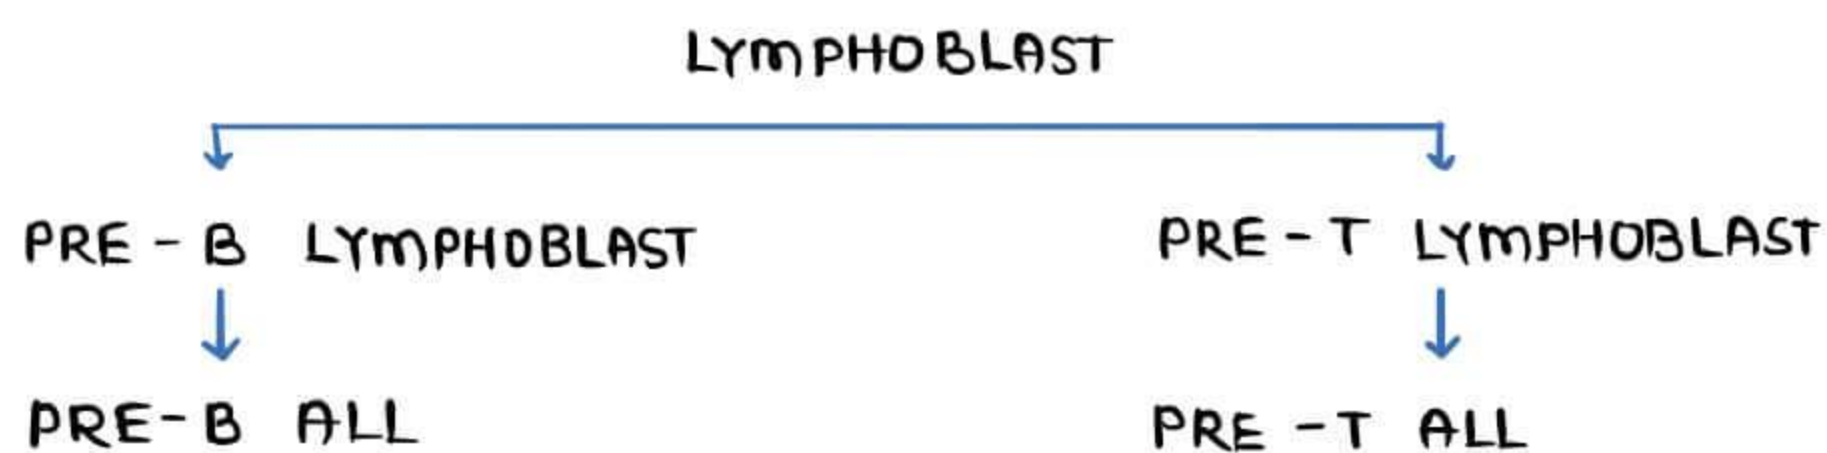 LYMPHOBLAST
PRE - B LYMPHOBLAST
PRE - T LYMPHOBLAST
PRE - B ALL
PRE - T ALL